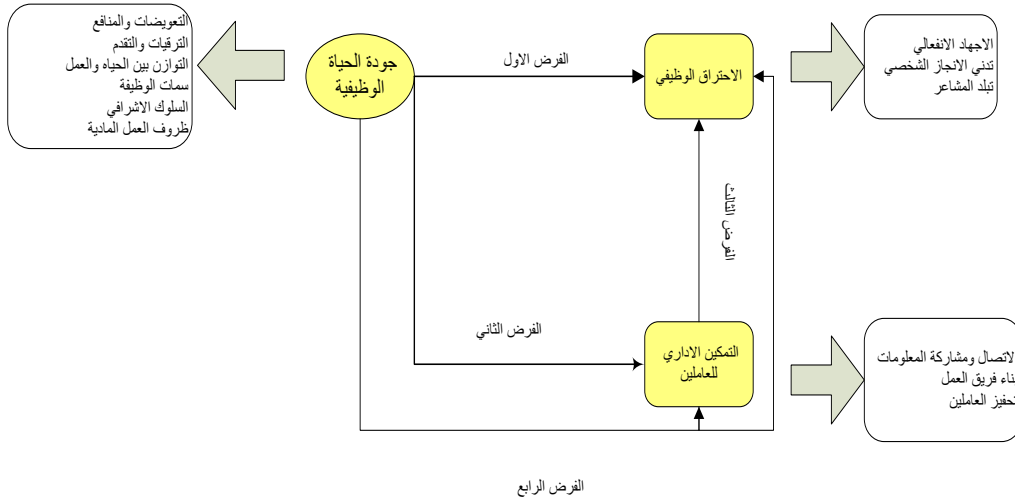 التعويضات والمنافع
الترقيات والتقدم
التوازن بين الحياه والعمل
سمات الوظيفة
السلوك الاشرافي
ظروف العمل المادية
جودة الحياة
الوظيفية
الفرض الاول
الاحتراق الوظيفي
الاجهاد الانفعالي
تدني الانجاز الشخصي
تبلد المشاعر
الفرض الثالث
الفرض الثاني
التمكين الاداري
للعاملين
لاتصال ومشاركة المعلومات
ناء فريق العمل
تحفيز العاملين
الفرض الرابع